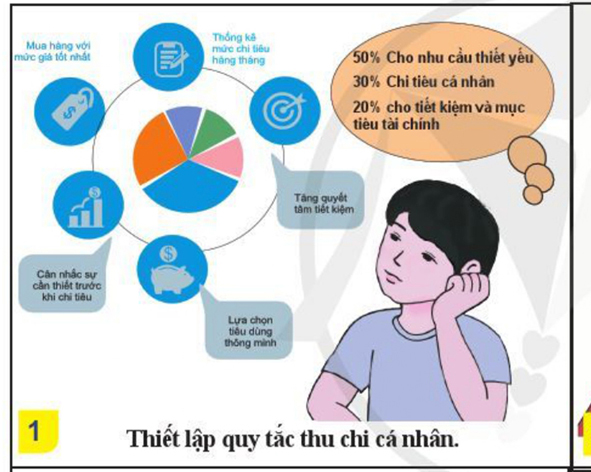 Mua hàng với
mức giá tốt nhất
Thống kê
mức chi tiêu
hàng tháng
50% Cho nhu cầu thiết yếu
30% Chi tiêu cá nhân
20% cho tiết kiệm và mục
tiêu tài chính
Tăng quyết
tâm tiết kiệm
Cân nhắc sự
cần thiết trước
khi chi tiêu
Lựa chọn
tiêu dùng
thông minh
1
Thiết lập quy tắc thu chi cá nhân.